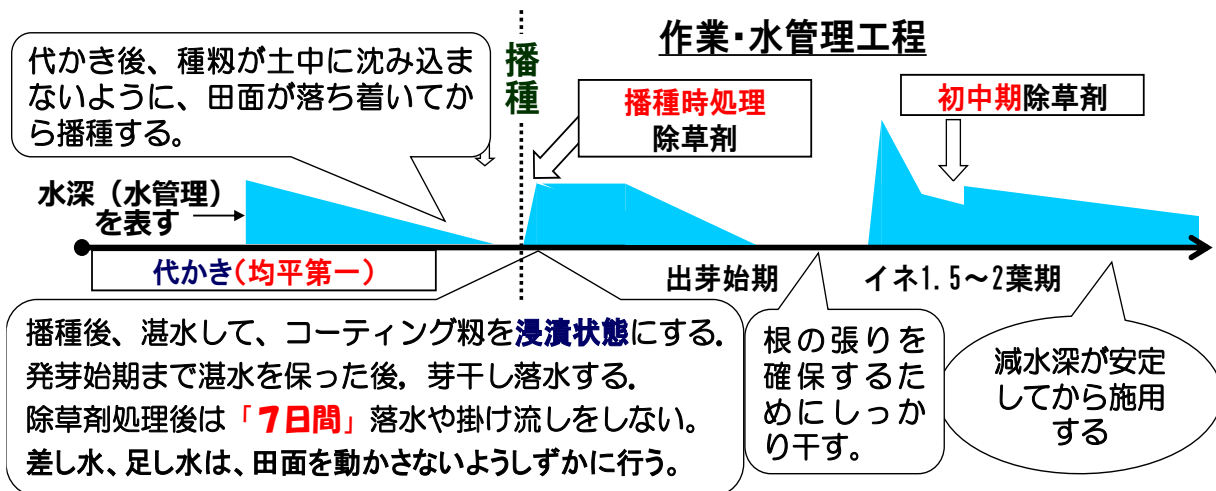 作業･水管理工程
代かき後、種籾が土中に沈み込ま
ないように、田面が落ち着いてか
ら播種する。
播種
播種時処理
除草剤
初中期除草剤
水深（水管理）
を表す
代かき(均平第一)
出芽始期
イネ1.5～2葉期
播種後、湛水して、コーティング籾を浸漬状態にする.
発芽始期まで湛水を保った後, 芽干し落水する.
除草剤処理後は「７日間」落水や掛け流しをしない。
差し水、足し水は、田面を動かさないようしずかに行う。
根の張りを
確保するた
めにしっか
り干す。
減水深が安定
してから施用
する